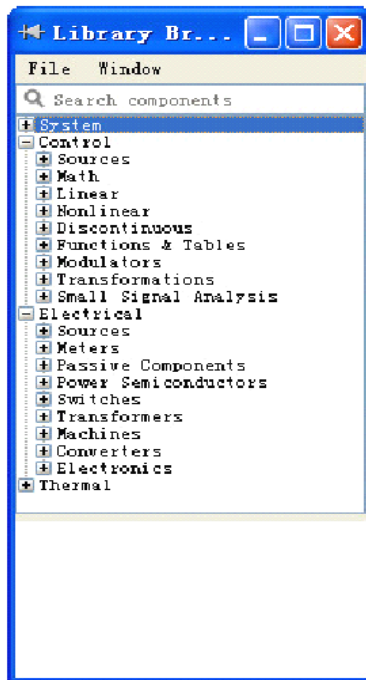 Library Br...
File Window
Search components
System
Control
Sources
Math
Linear
Nonlinear
Discontinuous
Functions & Tables
Modulators
Transformations
Small Signal Analysis
Electrical
Sources
Meters
Passive Components
Power Semiconductors
Switches
Transformers
Machines
Converters
Electronics
Thermal